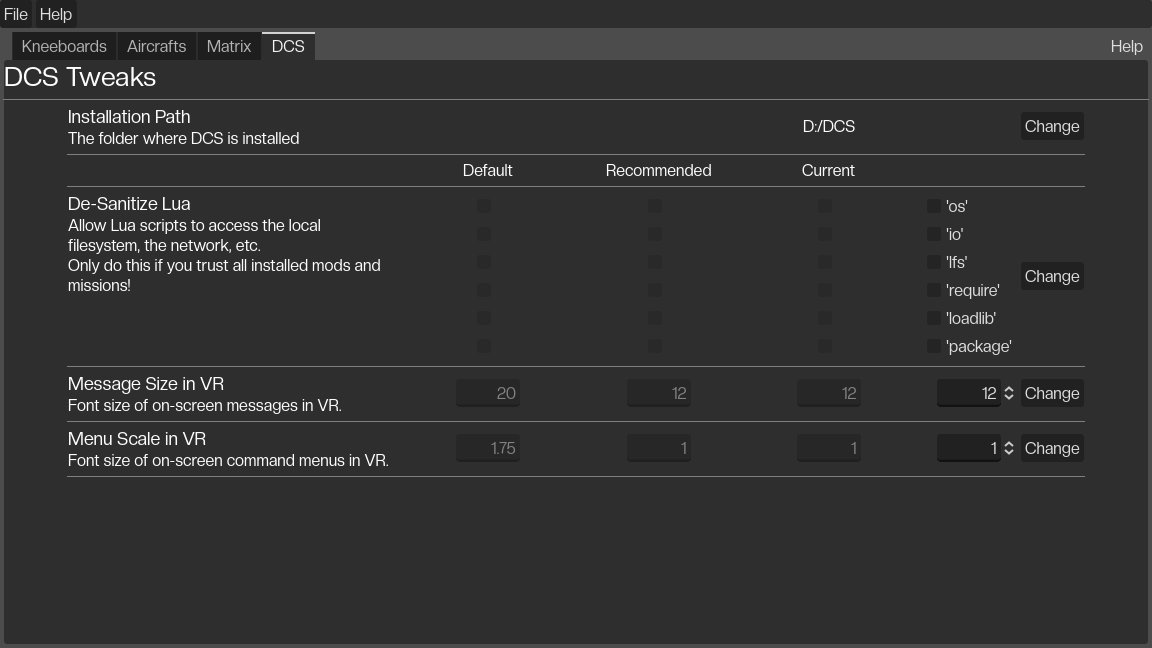 File Help
Kneeboards Aircrafts Matrix DCS Help
DCS Tweaks
Installation Path
The folder where DCS is installed
D:/DCS
Change
Default Recommended Current
De-Sanitize Lua
Allow Lua scripts to access the local
filesystem, the network, etc.
Only do this if you trust all installed mods and
missions!
'os'
'io'
'lfs'
'require'
'loadlib'
'package'
Change
Message Size in VR
Font size of on-screen messages in VR.
20 12 12 12 Change
Menu Scale in VR
Font size of on-screen command menus in VR.
1.75 1 1 1 Change